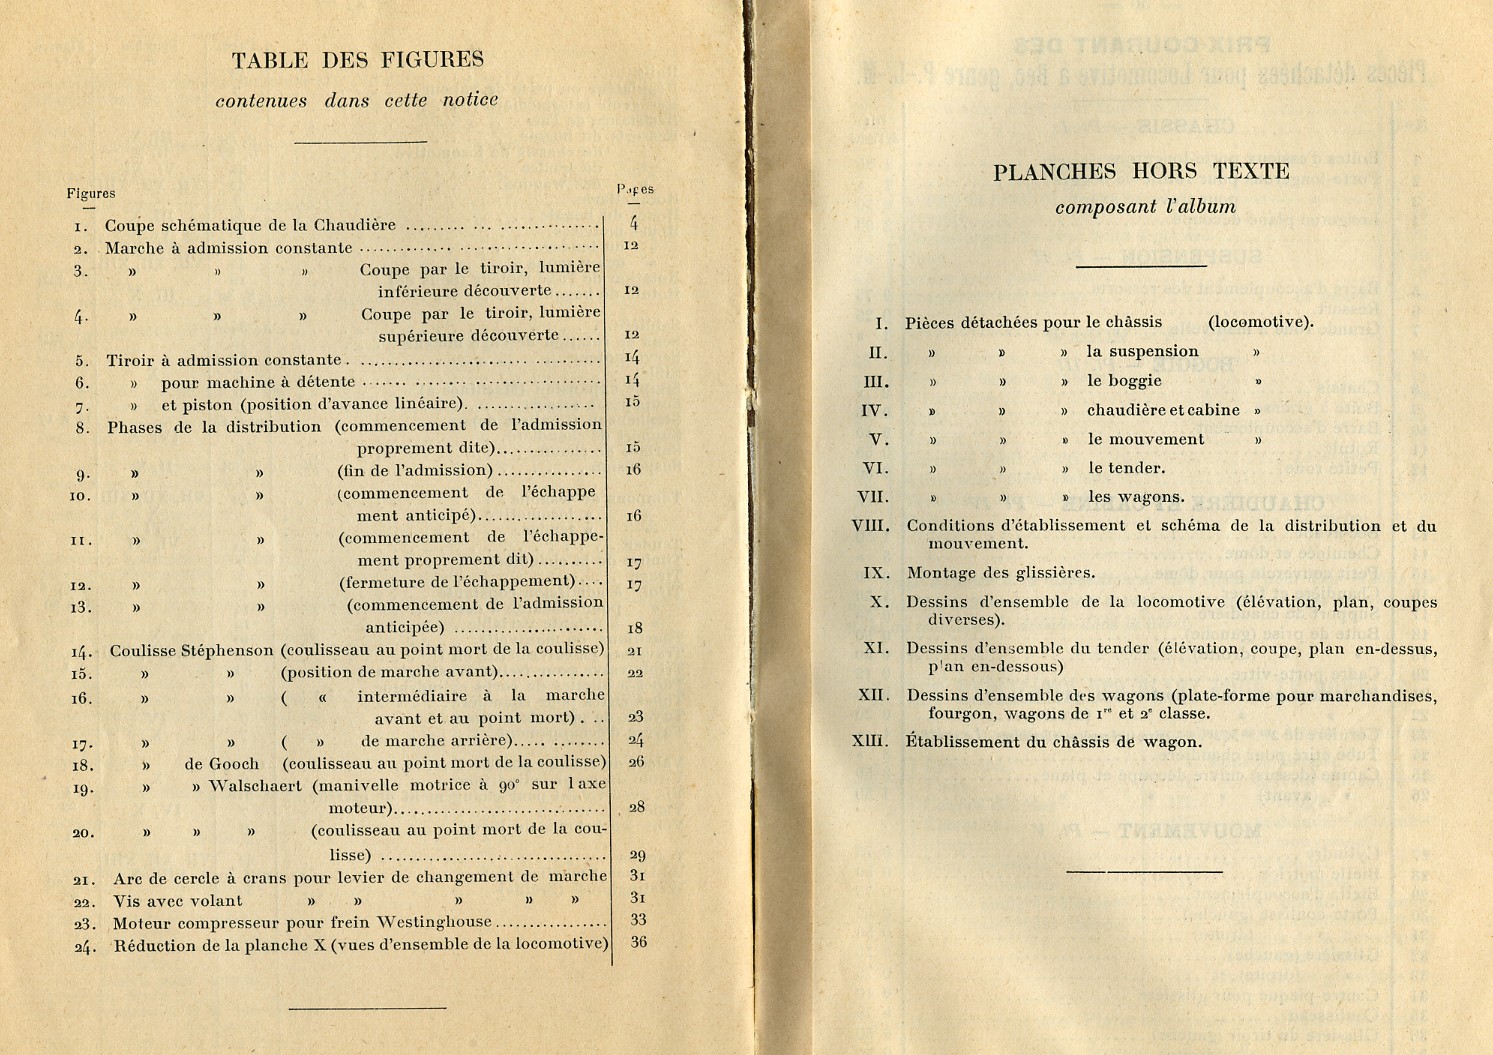 TABLE DES FIGURES
contenues dans cette notice
Figures Pages
1. Coupe schématique de la Chaudière 4
2. Marche à admission constante 12
3. » » » Coupe par le tiroir, lumière
inférieure découverte 12
4. » » » Coupe par le tiroir, lumière
supérieure découverte 12
5. Tiroir à admission constante 14
6. » pour machine à détente 14
7. » et piston (position d'avance linéaire). 15
8. Phases de la distribution (commencement de l'admission
proprement dite) 15
9. » » (fin de l'admission) 16
10. » » (commencement de l'échappe
ment anticipé) 16
11. » » (commencement de l'échappe-
ment proprement dit) 17
12. » » (fermeture de l'échappement) 17
13. » » (commencement de l'admission
anticipée) 18
14. Coulisse Stéphenson (coulisseau au point mort de la coulisse) 21
15. » » (position de marche avant) 22
16. » » ( « intermédiaire à la marche
avant et au point mort) 23
17. » » ( » de marche arrière) 24
18. » de Gooch (coulisseau au point mort de la coulisse) 26
19. » » Walschaert (manivelle motrice à 90° sur l axe
moteur) 28
20. » » » (coulisseau au point mort de la cou-
lisse) 29
21. Arc de cercle à crans pour levier de changement de marche 31
22. Vis avec volant » » » » » 31
23. Moteur compresseur pour frein Westinghouse 33
24. Réduction de la planche X (vues d'ensemble de la locomotive) 36
PLANCHES HORS TEXTE
composant l'album
I. Pièces détachées pour le châssis (locomotive).
II. » » » la suspension »
III. » » » le boggie »
IV. » » » chaudière et cabine »
V. » » » le mouvement »
VI. » » » le tender.
VII. » » » les wagons.
VIII. Conditions d'établissement et schéma de la distribution et du
mouvement.
IX. Montage des glissières.
X. Dessins d'ensemble de la locomotive (élévation, plan, coupes
diverses).
XI. Dessins d'ensemble du tender (élévation, coupe, plan en-dessus,
plan en-dessous)
XII. Dessins d'ensemble des wagons (plate-forme pour marchandises,
fourgon, wagons de 1re et 2e classe.
XIII. Établissement du châssis de wagon.